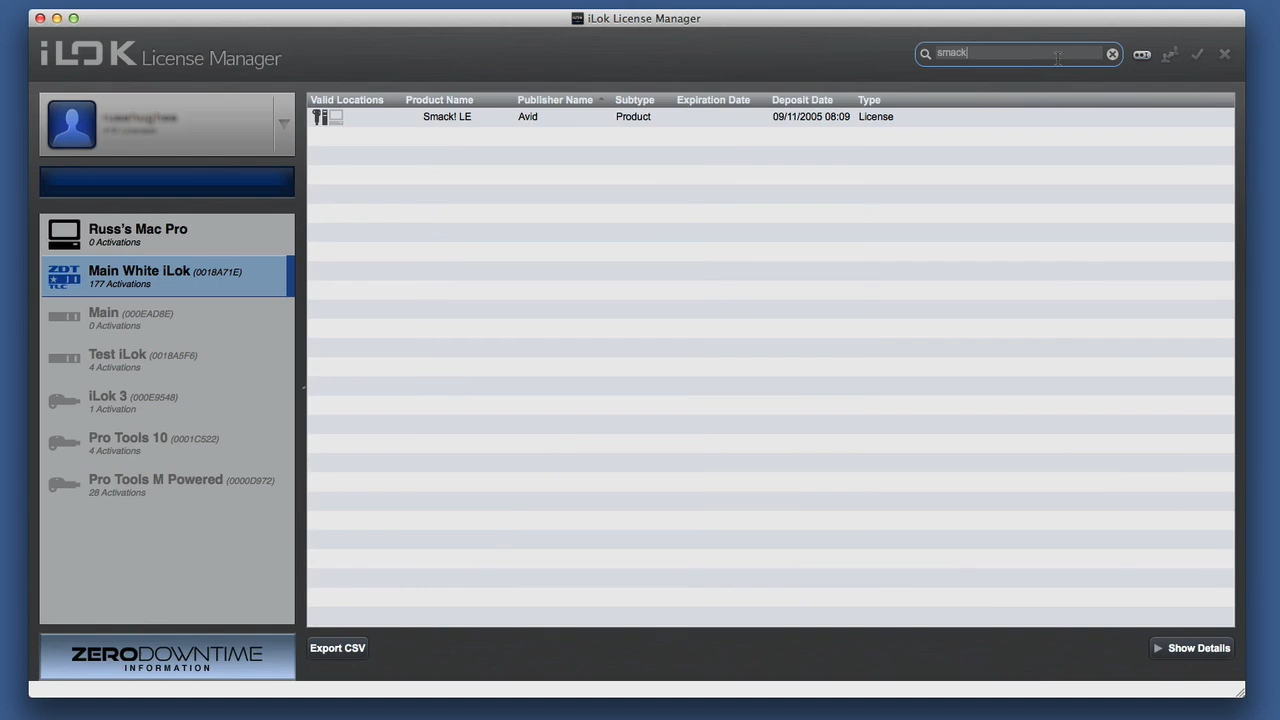 iLok License Manager
iLOK License Manager
smack
Valid Locations Product Name Publisher Name Subtype Expiration Date Deposit Date Type
Smack! LE Avid Product 09/11/2005 08:09 License
Russ's Mac Pro
0 Activations
ZDT
TLC
Main White iLok (0018A71E)
177 Activations
Main (000EAD8E)
0 Activations
Test iLok (0018A5F6)
4 Activations
iLok 3 (000E9548)
1 Activation
Pro Tools 10 (0001C522)
4 Activations
Pro Tools M Powered (0000D972)
28 Activations
ZERODOWNTIME
INFORMATION
Export CSV
Show Details